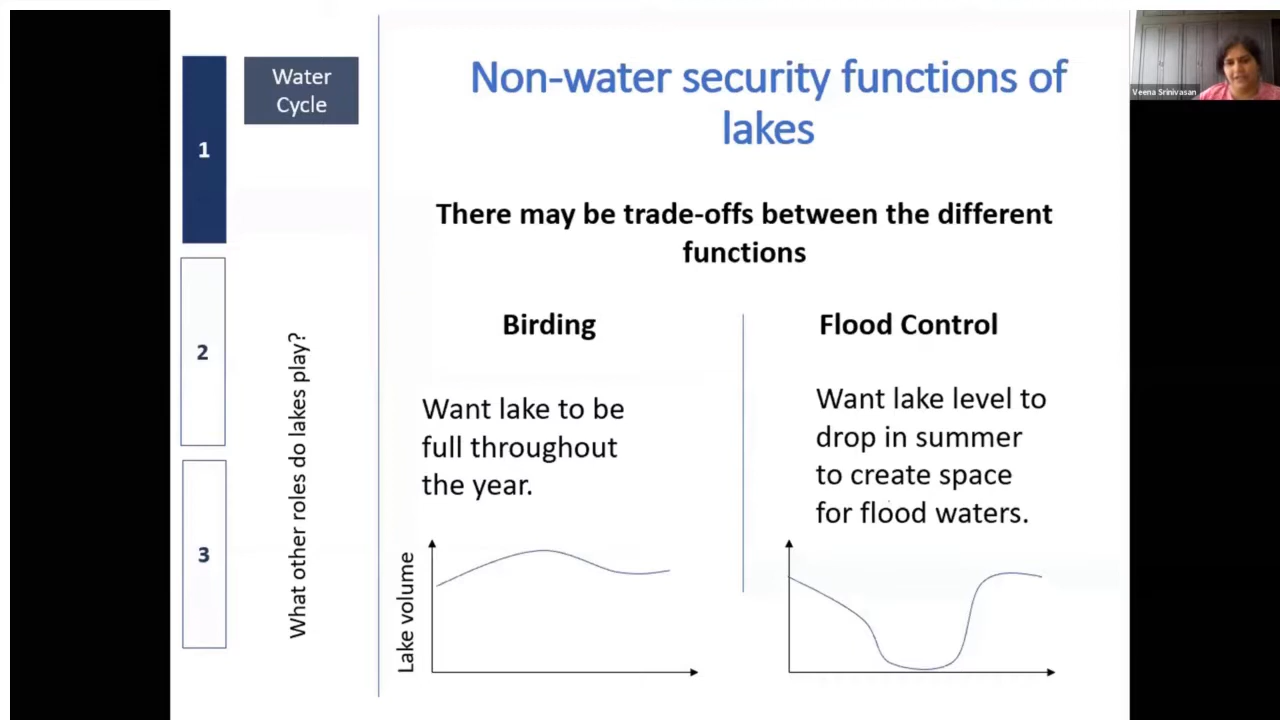 Water
Cycle
1
2
3
What other roles do lakes play?
Non-water security functions of
lakes
There may be trade-offs between the different
functions
Birding
Want lake to be
full throughout
the year.
Lake volume
Flood Control
Want lake level to
drop in summer
to create space
for flood waters.
Veena Srinivasan